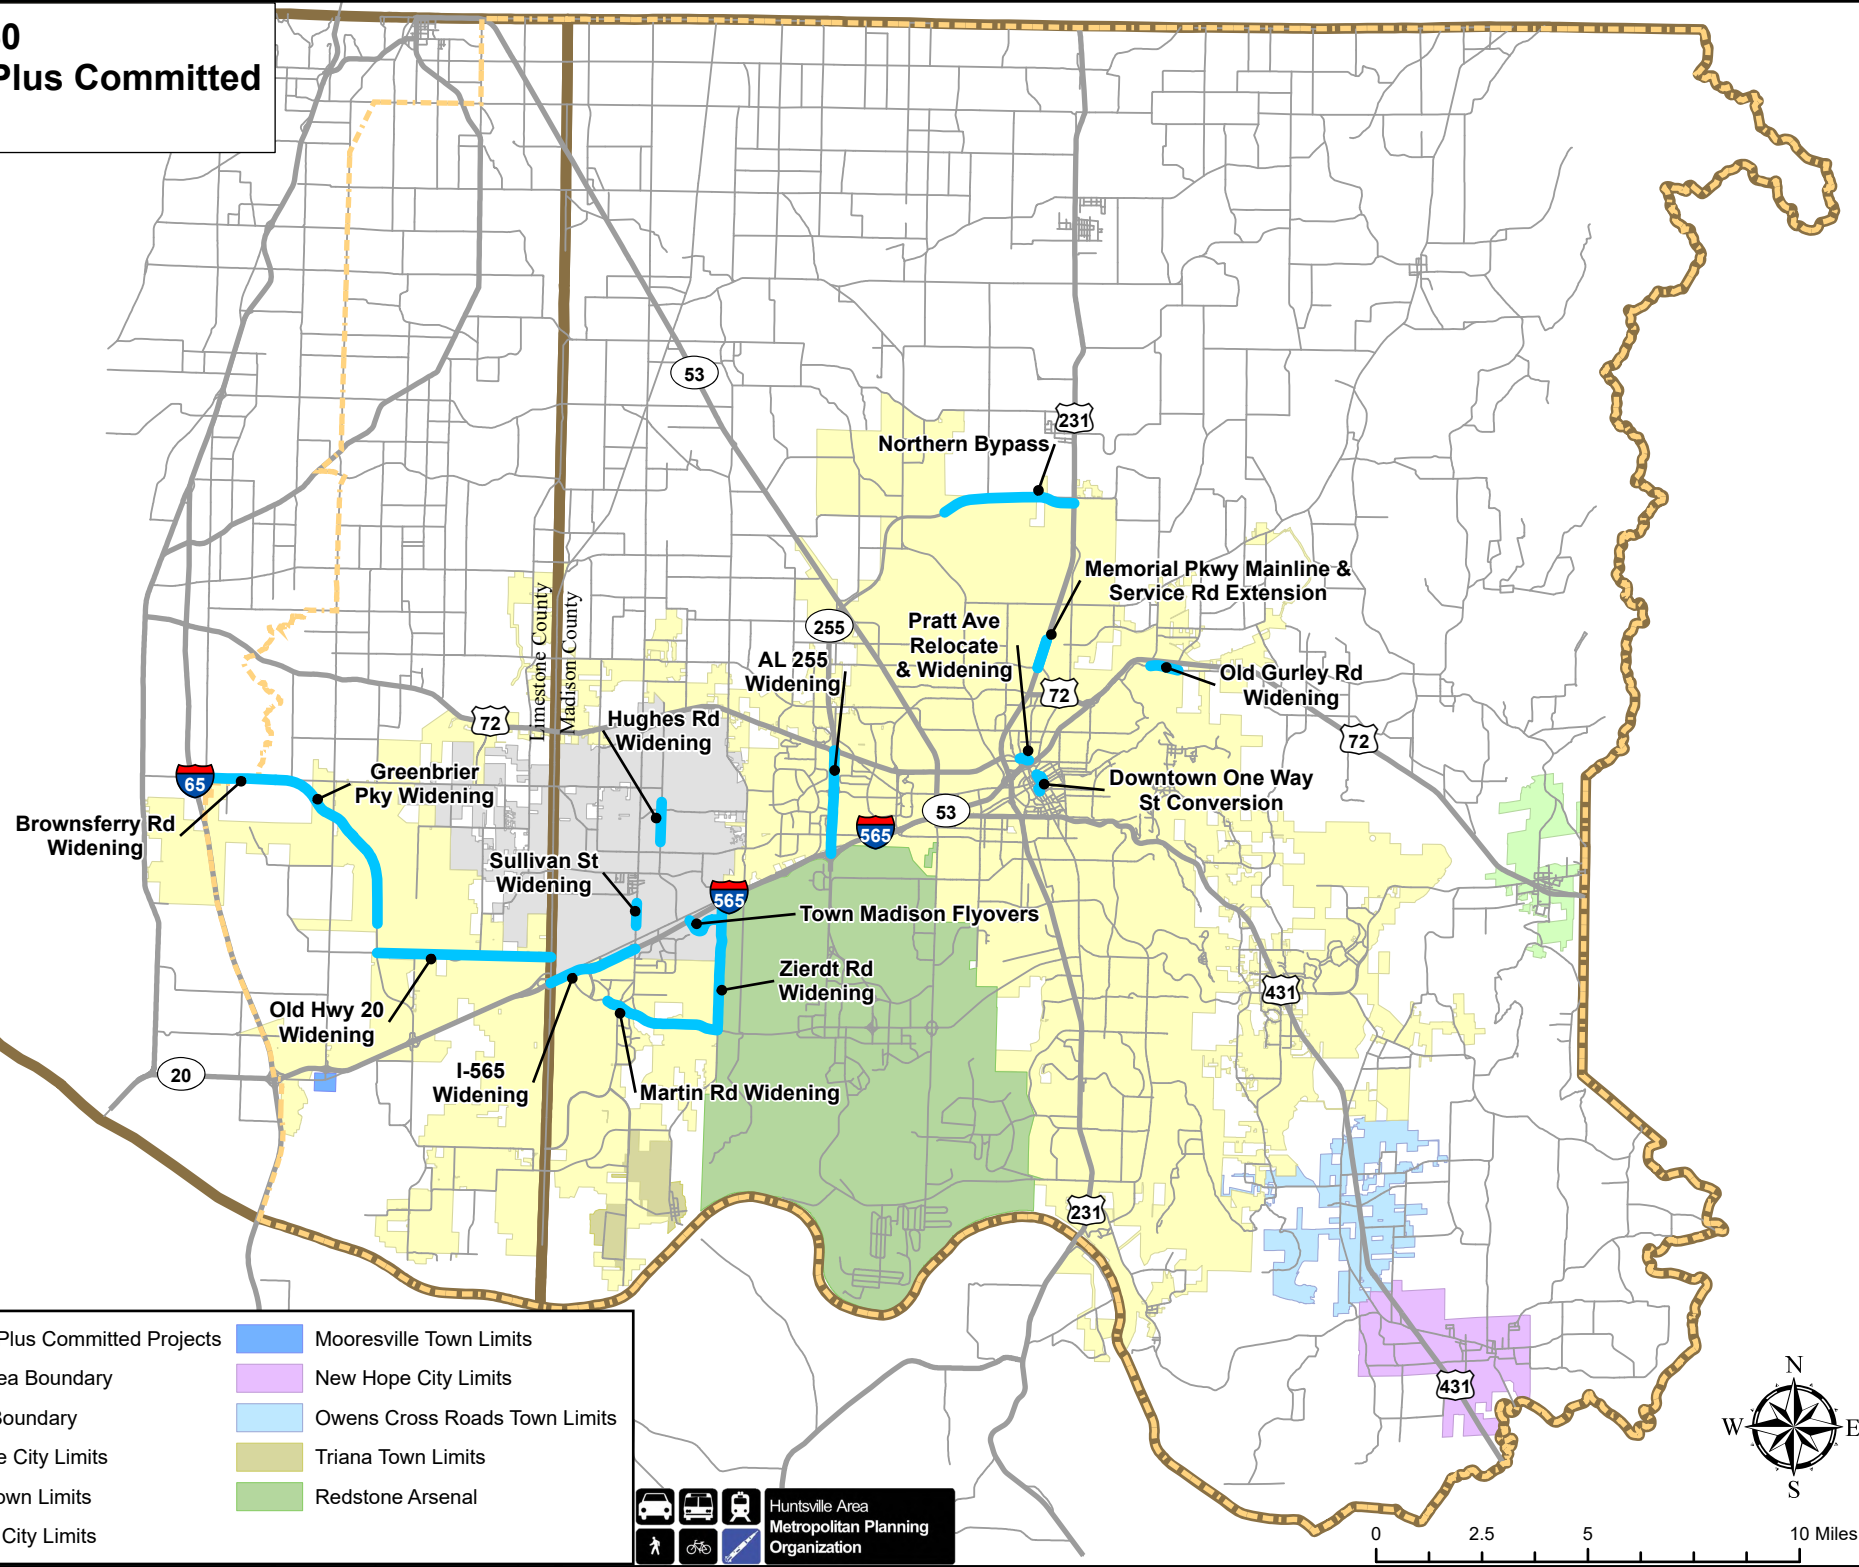 0
Plus Committed
53
231
Northern Bypass
Memorial Pkwy Mainline &
Service Rd Extension
Pratt Ave
Relocate
& Widening
255
AL 255
Widening
72
Old Gurley Rd
Widening
Limestone County
Madison County
72
Hughes Rd
Widening
72
65
Greenbrier
Pky Widening
Downtown One Way
St Conversion
53
565
Brownsferry Rd
Widening
Sullivan St
Widening
565
Town Madison Flyovers
Zierdt Rd
Widening
431
Old Hwy 20
Widening
20
I-565
Widening
Martin Rd Widening
231
431
Plus Committed Projects
ea Boundary
Boundary
e City Limits
own Limits
City Limits
Mooresville Town Limits
New Hope City Limits
Owens Cross Roads Town Limits
Triana Town Limits
Redstone Arsenal
Huntsville Area
Metropolitan Planning
Organization
N
W
E
S
0 2.5 5 10 Miles